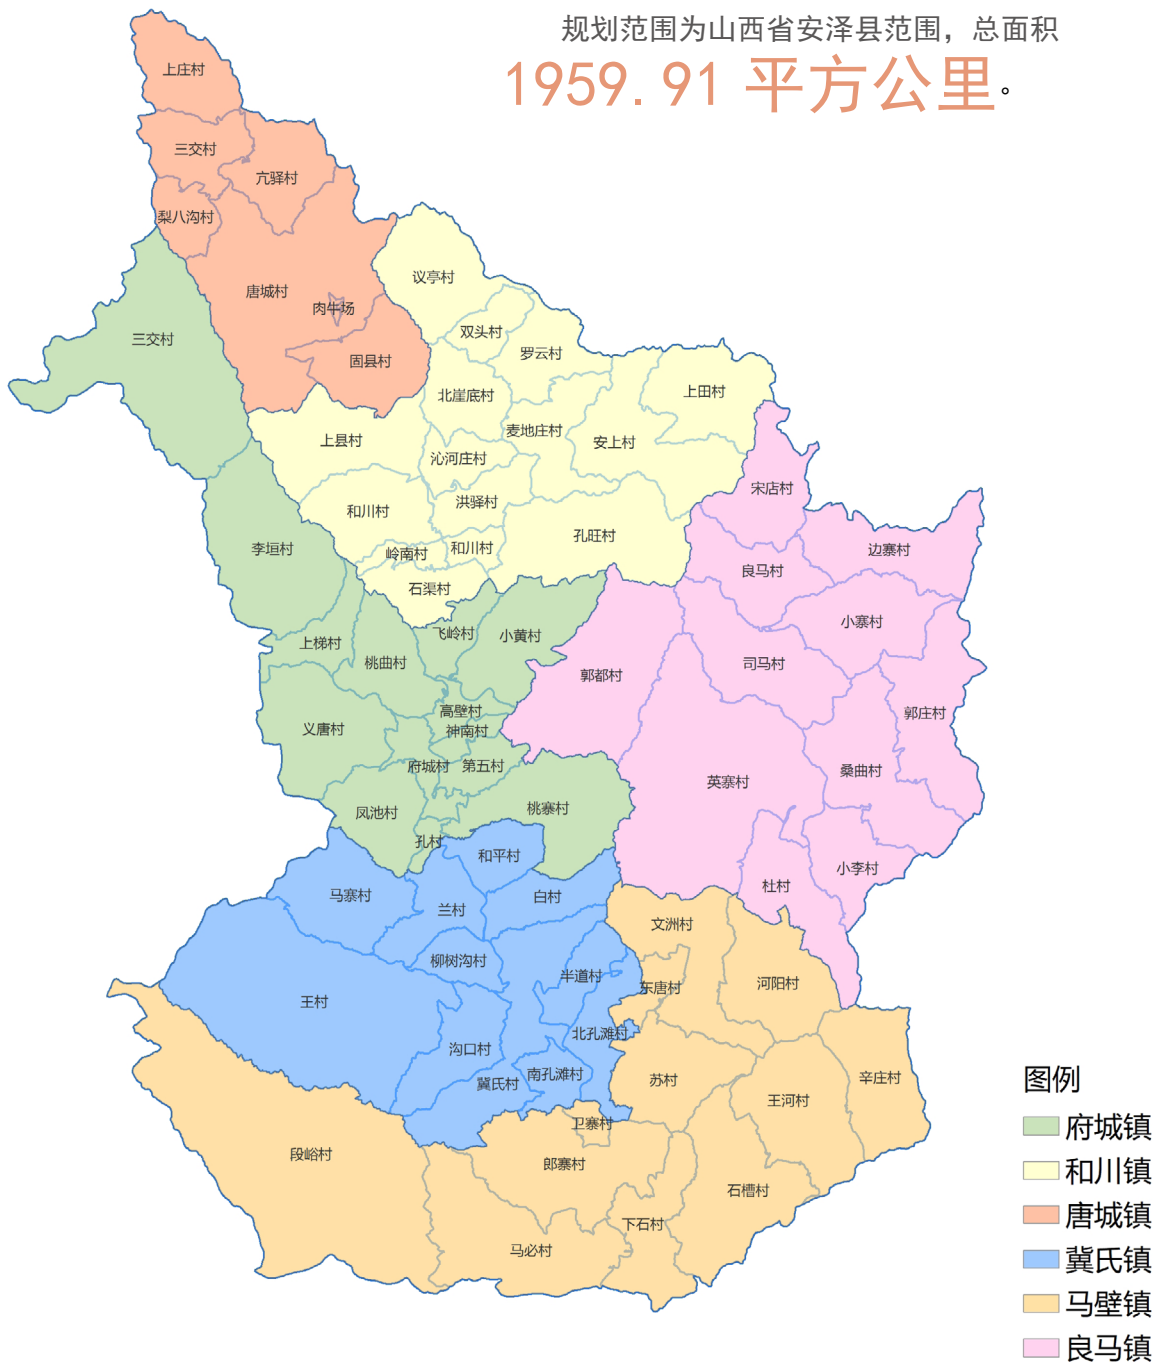 规划范围为山西省安泽县范围，总面积
1959.91 平方公里。
上庄村
三交村
亢驿村
梨八沟村
唐城村
肉牛场
固县村
议亭村
三交村
双头村
罗云村
北崖底村
上田村
麦地庄村
上县村
安上村
沁河庄村
宋店村
洪驿村
和川村
孔旺村
岭南村
和川村
李垣村
边寨村
良马村
石渠村
小寨村
飞岭村
小黄村
上梯村
桃曲村
司马村
郭都村
高壁村
郭庄村
义唐村
神南村
府城村
第五村
桑曲村
英寨村
桃寨村
凤池村
孔村
和平村
小李村
杜村
马寨村
白村
兰村
文洲村
柳树沟村
半道村
东唐村
河阳村
王村
北孔滩村
沟口村
南孔滩村
冀氏村
苏村
辛庄村
王河村
卫寨村
段峪村
郎寨村
石槽村
下石村
马必村
图例
府城镇
和川镇
唐城镇
冀氏镇
马壁镇
良马镇